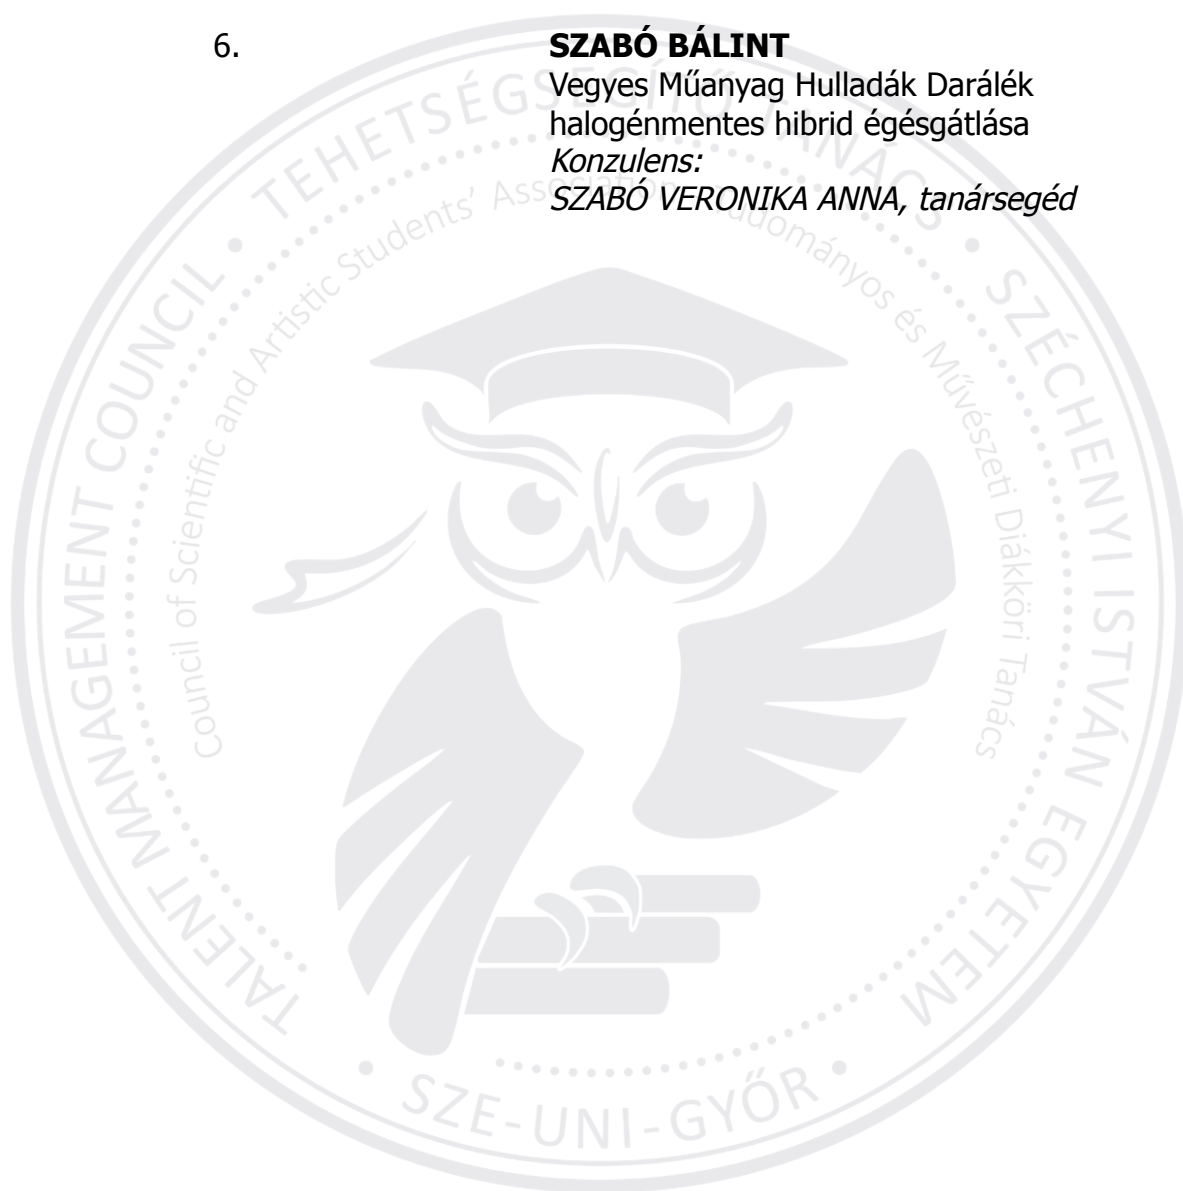 6.
SZABÓ BÁLINT
Vegyes Műanyag Hulladák Darálék
halogénmentes hibrid égésgátlása
Konzulens:
SZABÓ VERONIKA ANNA, tanársegéd
TEHETSÉGSEGÍTŐ TANÁCS • SZÉCHENYI ISTVÁN EGYETEM • SZE-UNI-GYŐR • TALENT MANAGEMENT COUNCIL •
Council of Scientific and Artistic Students' Association
Tudományos és Művészeti Diákköri Tanács